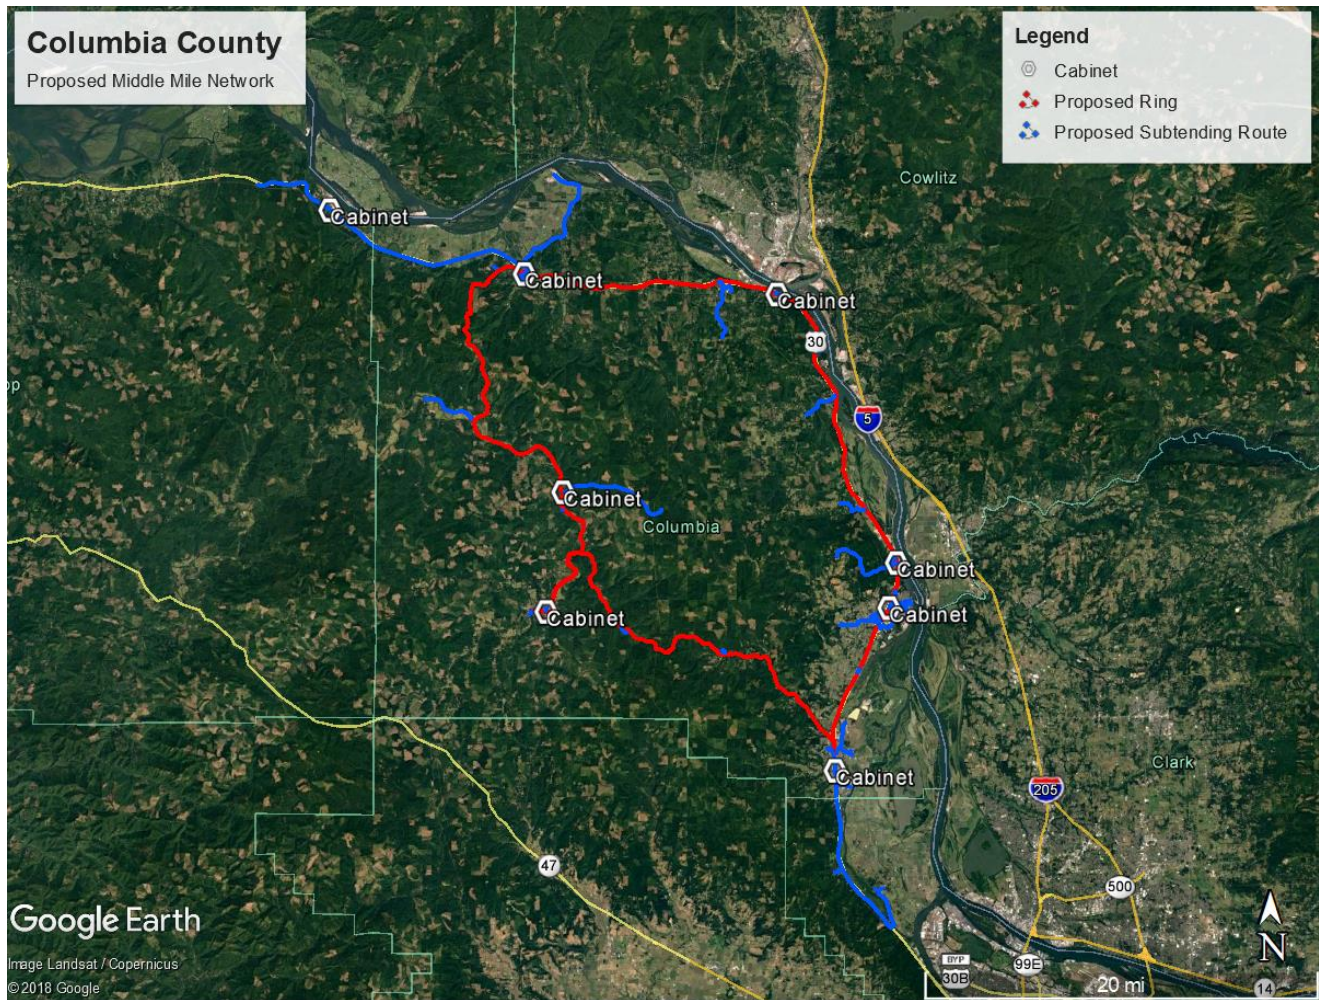 Columbia County
Proposed Middle Mile Network
Legend
Cabinet
Proposed Ring
Proposed Subtending Route
Cowlitz
Cabinet
Cabinet
Cabinet
30
op
5
Cabinet
Columbia
Cabinet
Cabinet
Cabinet
Clark
Cabinet
205
47
500
Google Earth
Image Landsat / Copernicus
© 2018 Google
N
BYP
30B
99E
20 mi
14